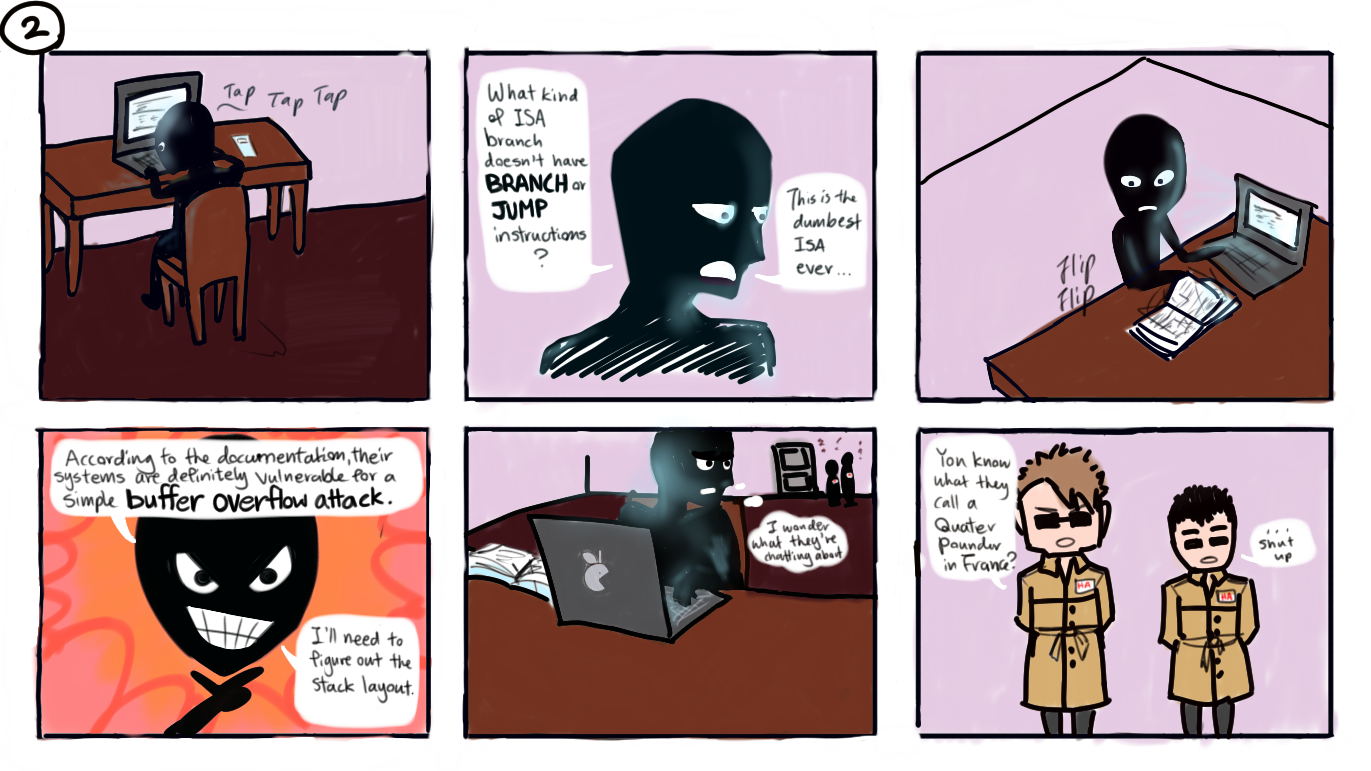 2
Tap
Tap Tap
What kind
of ISA
branch
doesn't have
BRANCH or
JUMP
instructions
?
This is the
dumbest
ISA
ever...
Flip
Flip
According to the documentation, their
systems are definitely vulnerable for a
simple buffer overflow attack.
I'll need to
figure out the
stack layout.
I wonder
what they're
chatting about
You know
what they
call a
Quater
Pounder
in France?
HA
...
shut
up
HA